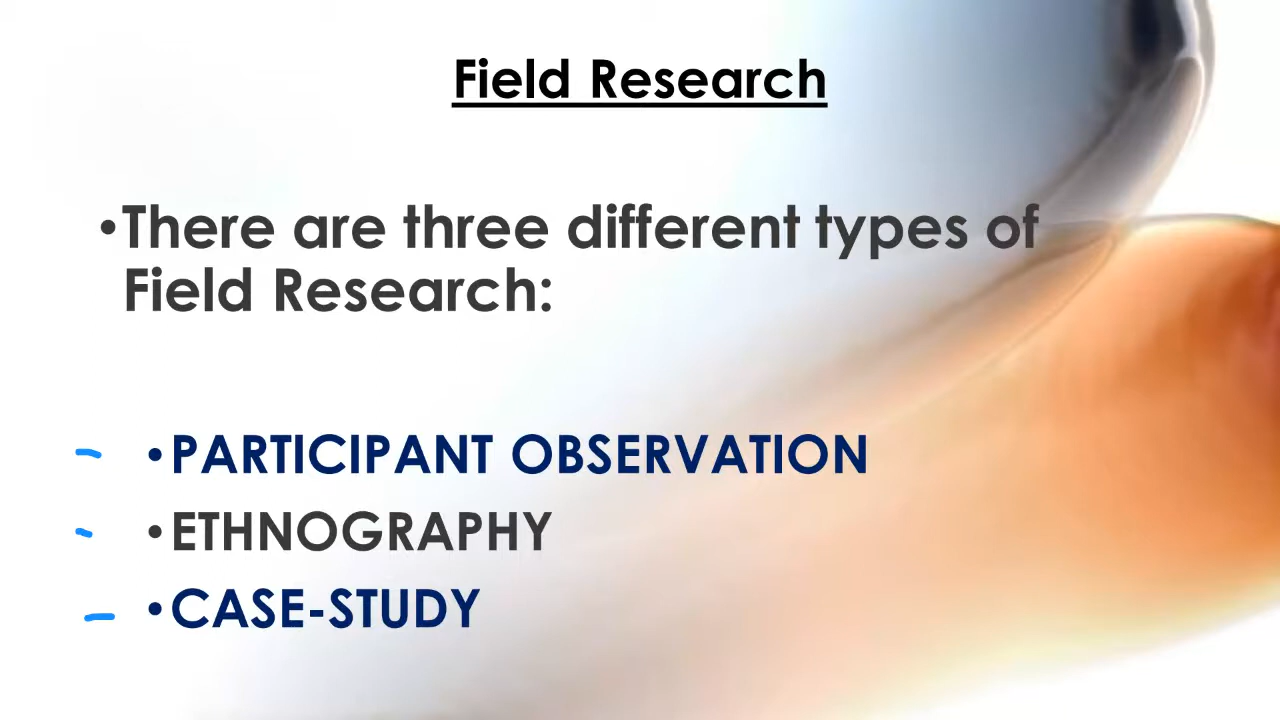 Field Research
•There are three different types of
Field Research:
•PARTICIPANT OBSERVATION
•ETHNOGRAPHY
•CASE-STUDY